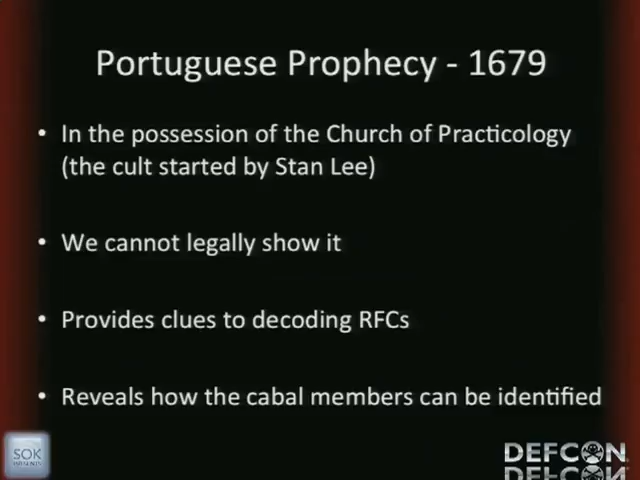 Portuguese Prophecy - 1679
• In the possession of the Church of Practicology
(the cult started by Stan Lee)
• We cannot legally show it
• Provides clues to decoding RFCs
• Reveals how the cabal members can be identified
SOK
DEFCON